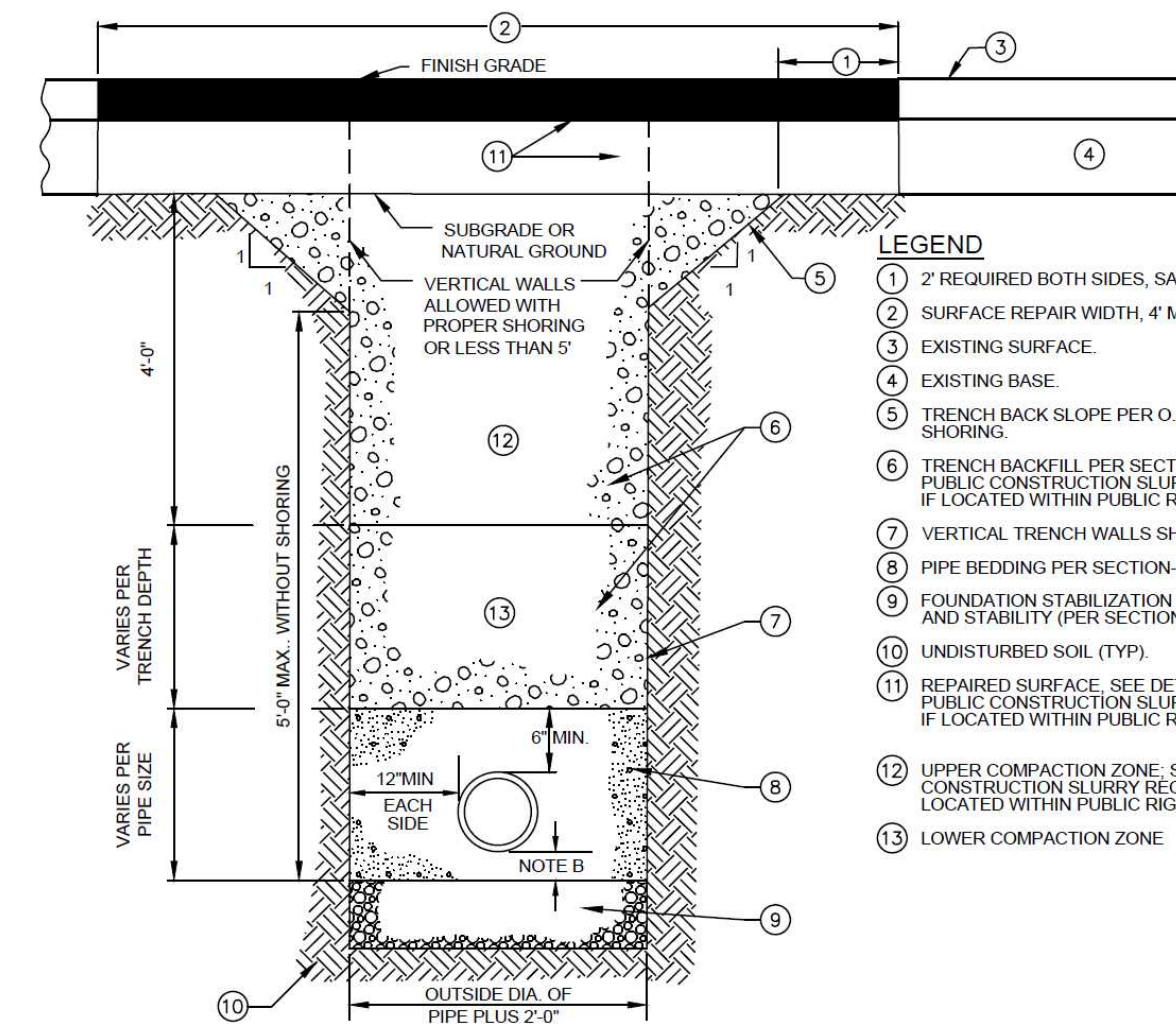 2
FINISH GRADE
1
3
11
4
SUBGRADE OR
NATURAL GROUND
1
1
VERTICAL WALLS
ALLOWED WITH
PROPER SHORING
OR LESS THAN 5'
1
1
5
4'-0"
12
6
5'-0" MAX.. WITHOUT SHORING
VARIES PER
TRENCH DEPTH
13
7
VARIES PER
PIPE SIZE
6" MIN.
12"MIN
EACH
SIDE
8
NOTE B
9
10
OUTSIDE DIA. OF
PIPE PLUS 2'-0"
LEGEND
1 2' REQUIRED BOTH SIDES, SA
2 SURFACE REPAIR WIDTH, 4' M
3 EXISTING SURFACE.
4 EXISTING BASE.
5 TRENCH BACK SLOPE PER O.
SHORING.
6 TRENCH BACKFILL PER SECT
PUBLIC CONSTRUCTION SLUR
IF LOCATED WITHIN PUBLIC R
7 VERTICAL TRENCH WALLS SH
8 PIPE BEDDING PER SECTION-
9 FOUNDATION STABILIZATION
AND STABILITY (PER SECTION
10 UNDISTURBED SOIL (TYP).
11 REPAIRED SURFACE, SEE DET
PUBLIC CONSTRUCTION SLUR
IF LOCATED WITHIN PUBLIC R
12 UPPER COMPACTION ZONE; S
CONSTRUCTION SLURRY REQ
LOCATED WITHIN PUBLIC RIG
13 LOWER COMPACTION ZONE